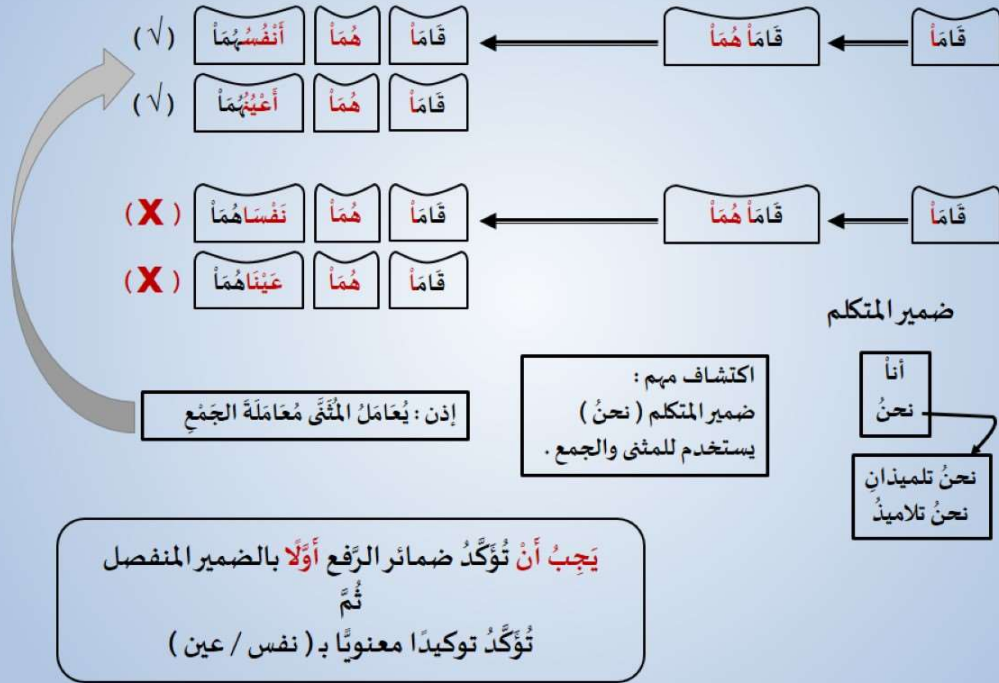 قَامَاْ قَامَاْ هُمَاْ قَامَاْ هُمَاْ أَنْفُسُهُمَاْ (√)
قَامَاْ هُمَاْ أَعْيُنُهُمَاْ (√)
قَامَاْ قَامَاْ هُمَاْ قَامَاْ هُمَاْ نَفْسَاهُمَاْ (X)
قَامَاْ هُمَاْ عَيْنَاهُمَاْ (X)
ضمير المتكلم
أناْ
نحنُ
نحنُ تلميذانِ
نحنُ تلاميذُ
اكتشاف مهم :
ضمير المتكلم ( نحنُ )
يستخدم للمثنى والجمع .
إذن : يُعَامَلُ المُثَنَّى مُعَامَلَةَ الجَمْعِ
يَجِبُ أَنْ تُؤَكَّدُ ضمائر الرَّفع أَوَّلًا بالضمير المنفصل
ثُمَّ
تُؤَكَّدُ توكيدًا معنويًّا بـ ( نفس / عين )